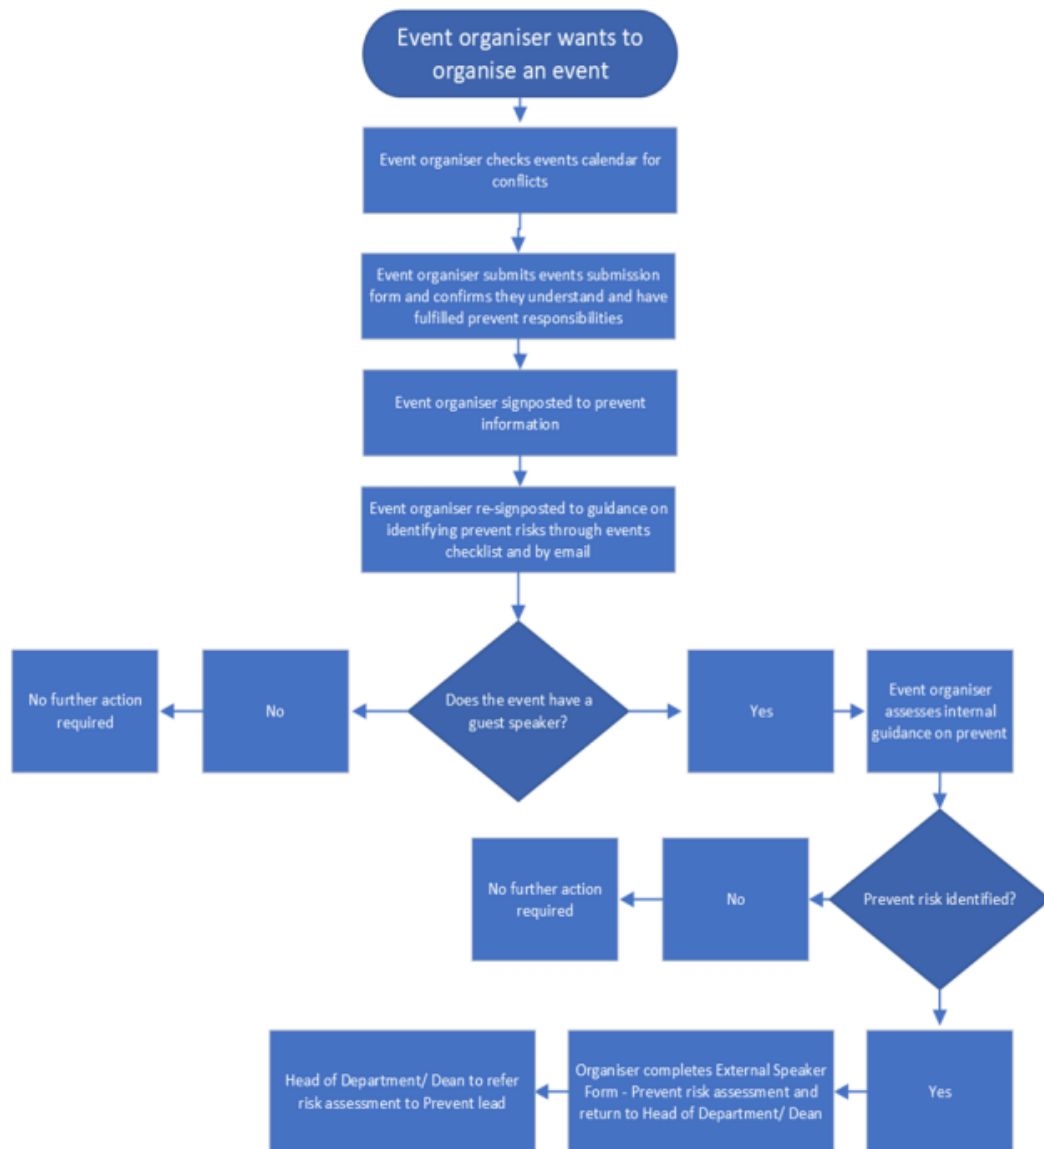 Event organiser wants to
organise an event
Event organiser checks events calendar for
conflicts
Event organiser submits events submission
form and confirms they understand and have
fulfilled prevent responsibilities
Event organiser signposted to prevent
information
Event organiser re-signposted to guidance on
identifying prevent risks through events
checklist and by email
No further action
required
No
Does the event have a
guest speaker?
Yes
Event organiser
assesses internal
guidance on prevent
No further action
required
No
Prevent risk identified?
Head of Department/ Dean to refer
risk assessment to Prevent lead
Organiser completes External Speaker
Form - Prevent risk assessment and
return to Head of Department/ Dean
Yes